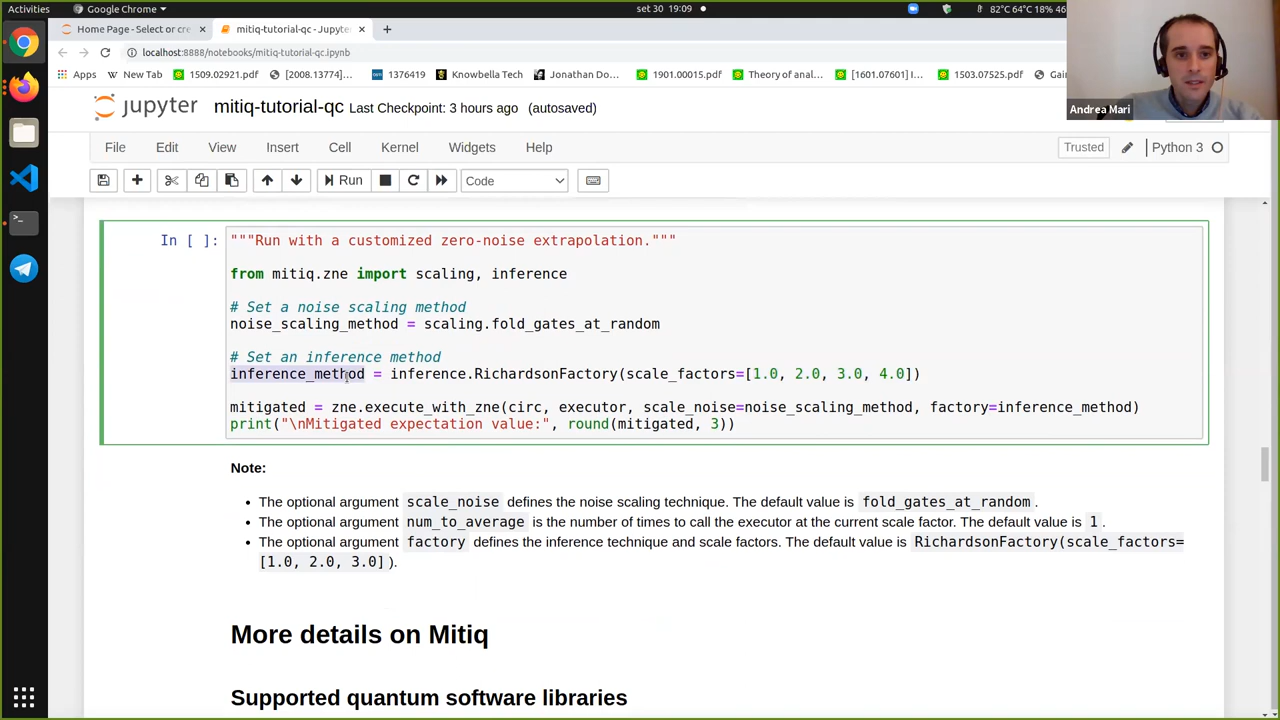 Activities
Google Chrome
set 30 19:09
82°C 64°C 18% 46
Home Page - Select or cre
mitiq-tutorial-qc - Jupyte
localhost:8888/notebooks/mitiq-tutorial-qc.ipynb
Apps
New Tab
1509.02921.pdf
[2008.13774]...
1376419
Knowbella Tech
Jonathan Do...
1901.00015.pdf
Theory of anal...
[1601.07601] I...
1503.07525.pdf
Gai
Andrea Mari
jupyter mitiq-tutorial-qc Last Checkpoint: 3 hours ago (autosaved)
File Edit View Insert Cell Kernel Widgets Help
Trusted
Python 3
Run
Code
In [ ]:
"""Run with a customized zero-noise extrapolation."""
from mitiq.zne import scaling, inference
# Set a noise scaling method
noise_scaling_method = scaling.fold_gates_at_random
# Set an inference method
inference_method = inference.RichardsonFactory(scale_factors=[1.0, 2.0, 3.0, 4.0])
mitigated = zne.execute_with_zne(circ, executor, scale_noise=noise_scaling_method, factory=inference_method)
print("\nMitigated expectation value:", round(mitigated, 3))
Note:
• The optional argument scale_noise defines the noise scaling technique. The default value is fold_gates_at_random .
• The optional argument num_to_average is the number of times to call the executor at the current scale factor. The default value is 1 .
• The optional argument factory defines the inference technique and scale factors. The default value is RichardsonFactory(scale_factors=
[1.0, 2.0, 3.0] ).
More details on Mitiq
Supported quantum software libraries